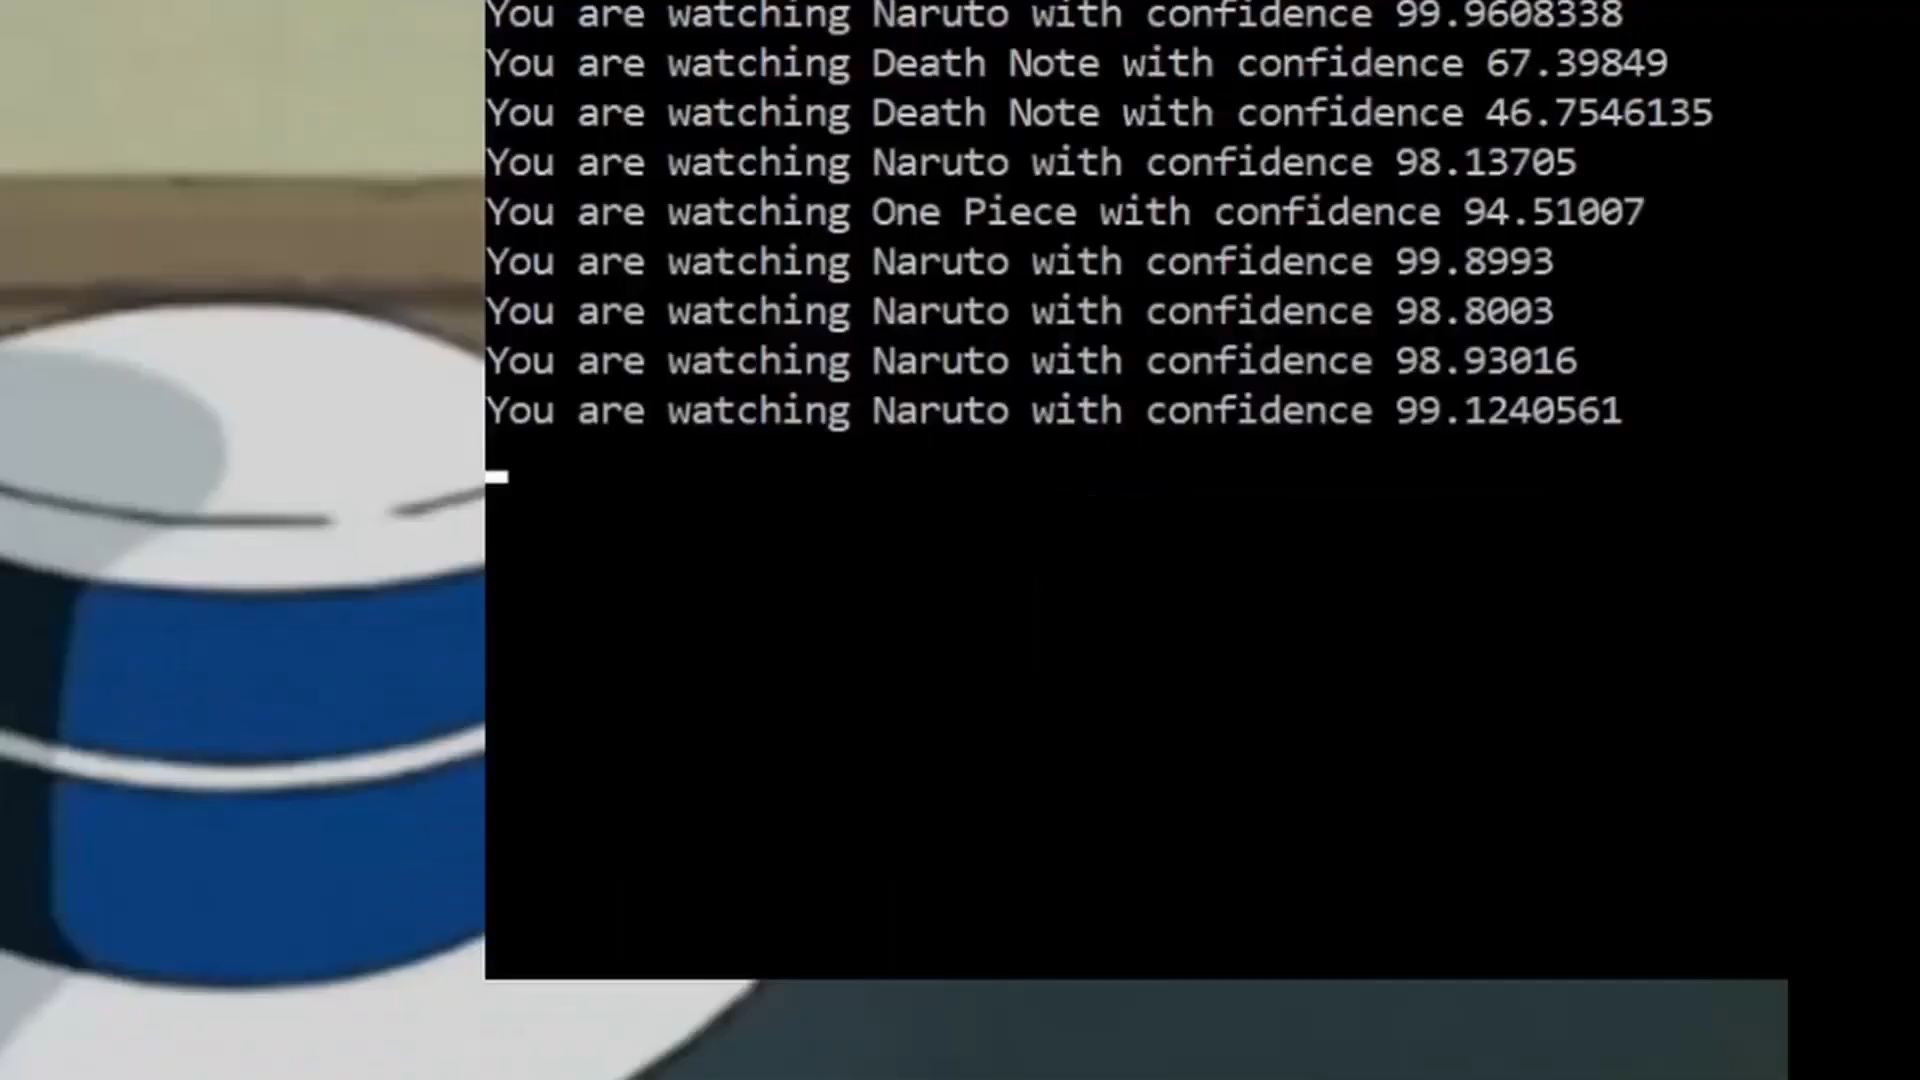 You are watching Naruto with confidence 99.9608338
You are watching Death Note with confidence 67.39849
You are watching Death Note with confidence 46.7546135
You are watching Naruto with confidence 98.13705
You are watching One Piece with confidence 94.51007
You are watching Naruto with confidence 99.8993
You are watching Naruto with confidence 98.8003
You are watching Naruto with confidence 98.93016
You are watching Naruto with confidence 99.1240561